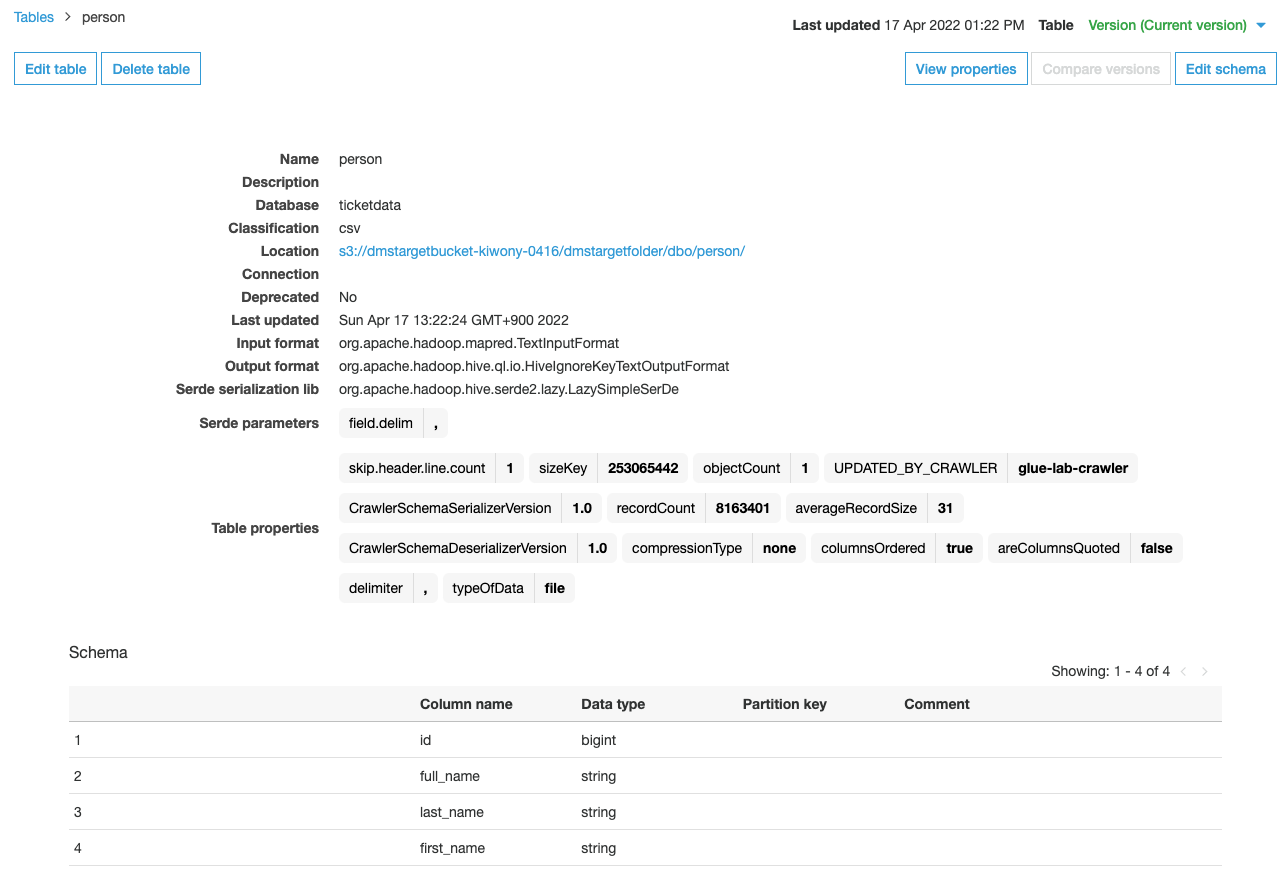 Tables > person
Last updated 17 Apr 2022 01:22 PM Table Version (Current version)
Edit table Delete table View properties Compare versions Edit schema
Name person
Description
Database ticketdata
Classification csv
Location s3://dmstargetbucket-kiwony-0416/dmstargetfolder/dbo/person/
Connection
Deprecated No
Last updated Sun Apr 17 13:22:24 GMT+900 2022
Input format org.apache.hadoop.mapred.TextInputFormat
Output format org.apache.hadoop.hive.ql.io.HiveIgnoreKeyTextOutputFormat
Serde serialization lib org.apache.hadoop.hive.serde2.lazy.LazySimpleSerDe
Serde parameters field.delim ,
skip.header.line.count 1 sizeKey 253065442 objectCount 1 UPDATED_BY_CRAWLER glue-lab-crawler
CrawlerSchemaSerializerVersion 1.0 recordCount 8163401 averageRecordSize 31
Table properties
CrawlerSchemaDeserializerVersion 1.0 compressionType none columnsOrdered true areColumnsQuoted false
delimiter , typeOfData file
Schema
Showing: 1 - 4 of 4 < >
Column name Data type Partition key Comment
1 id bigint
2 full_name string
3 last_name string
4 first_name string